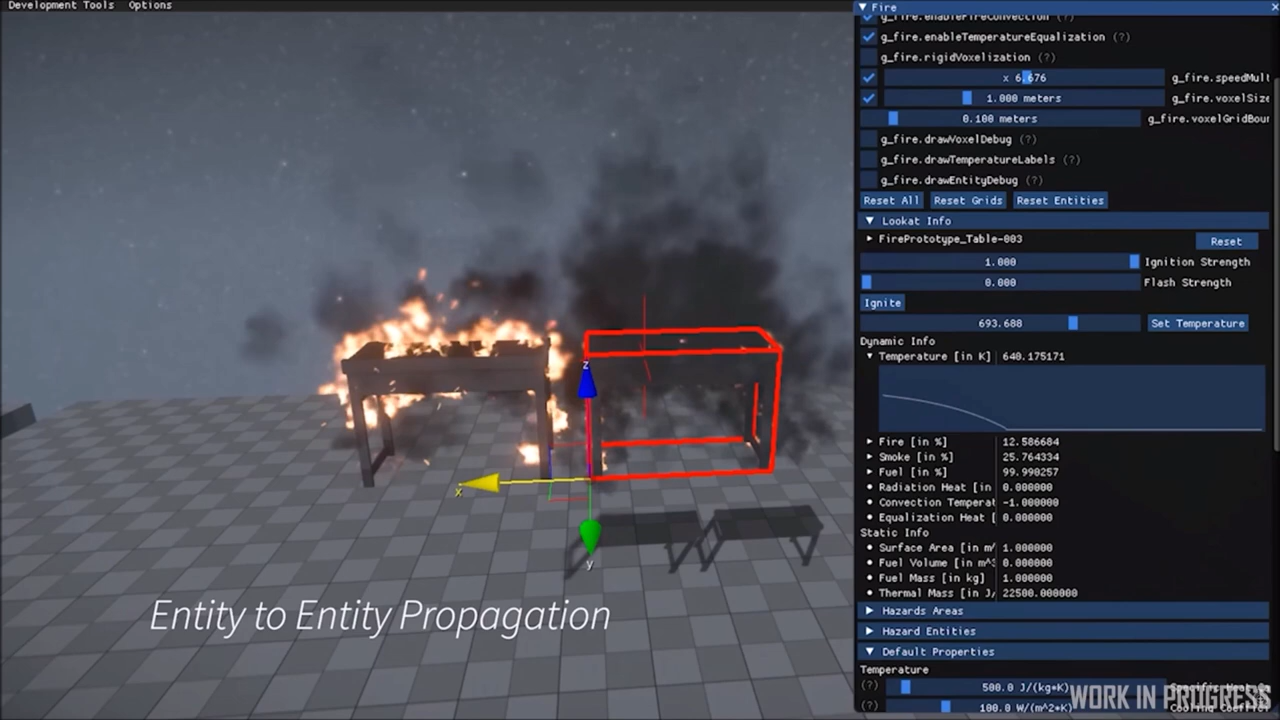 Development Tools Options
Fire
g_fire.enableFireConvection (?)
g_fire.enableTemperatureEqualization (?)
g_fire.rigidVoxelization (?)
x 6.676 g_fire.speedMult
1.000 meters g_fire.voxelSize
0.100 meters g_fire.voxelGridBour
g_fire.drawVoxelDebug (?)
g_fire.drawTemperatureLabels (?)
g_fire.drawEntityDebug (?)
Reset All Reset Grids Reset Entities
Lookat Info
FirePrototype_Table-003 Reset
1.000 Ignition Strength
0.000 Flash Strength
Ignite
693.688 Set Temperature
Dynamic Info
Temperature [in K] 640.175171
Fire [in %] 12.586684
Smoke [in %] 25.764334
Fuel [in %] 99.990257
Radiation Heat [in 0.000000
Convection Temperat -1.000000
Equalization Heat [ 0.000000
Static Info
Surface Area [in m^ 1.000000
Fuel Volume [in m^3 0.000000
Fuel Mass [in kg] 1.000000
Thermal Mass [in J/ 22500.000000
Hazards Areas
Hazard Entities
Default Properties
Temperature
(?) 500.0 J/(kg*K)
(?) 100.0 W/(m^2*K)
x
z
y
Entity to Entity Propagation
WORK IN PROGRESS